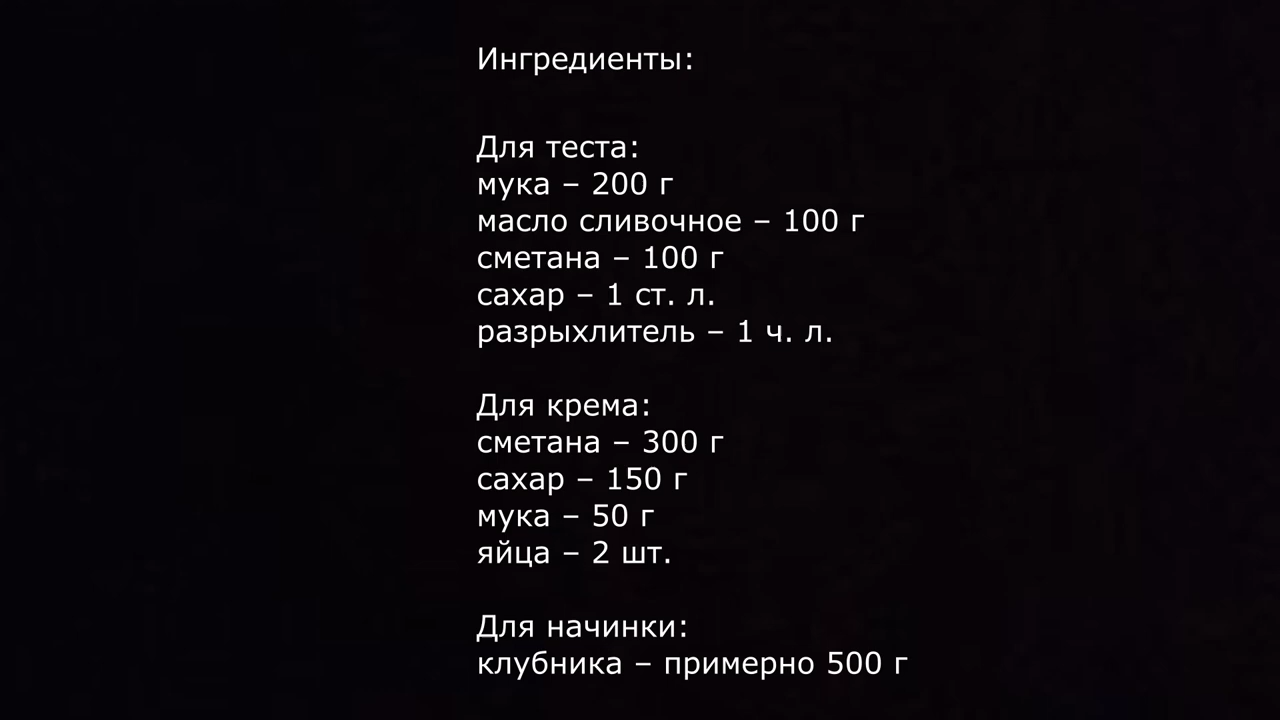 Ингредиенты:
Для теста:
мука – 200 г
масло сливочное – 100 г
сметана – 100 г
сахар – 1 ст. л.
разрыхлитель – 1 ч. л.
Для крема:
сметана – 300 г
сахар – 150 г
мука – 50 г
яйца – 2 шт.
Для начинки:
клубника – примерно 500 г